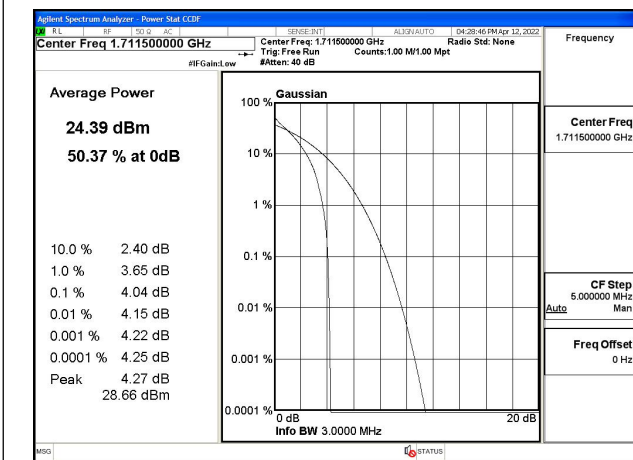 Agilent Spectrum Analyzer - Power Stat CCDF
RL RF 50 Ω AC SENSE:INT ALIGN AUTO 04:28:46 PM Apr 12, 2022
Center Freq 1.711500000 GHz
Center Freq: 1.711500000 GHz Radio Std: None
Trig: Free Run Counts:1.00 M/1.00 Mpt
#IFGain:Low #Atten: 40 dB
Frequency
Average Power
24.39 dBm
50.37 % at 0dB
10.0 % 2.40 dB
1.0 % 3.65 dB
0.1 % 4.04 dB
0.01 % 4.15 dB
0.001 % 4.22 dB
0.0001 % 4.25 dB
Peak 4.27 dB
28.66 dBm
Gaussian
100 %
10 %
1 %
0.1 %
0.01 %
0.001 %
0.0001 %
0 dB 20 dB
Info BW 3.0000 MHz
Center Freq
1.711500000 GHz
CF Step
5.000000 MHz
Auto Man
Freq Offset
0 Hz
MSG STATUS